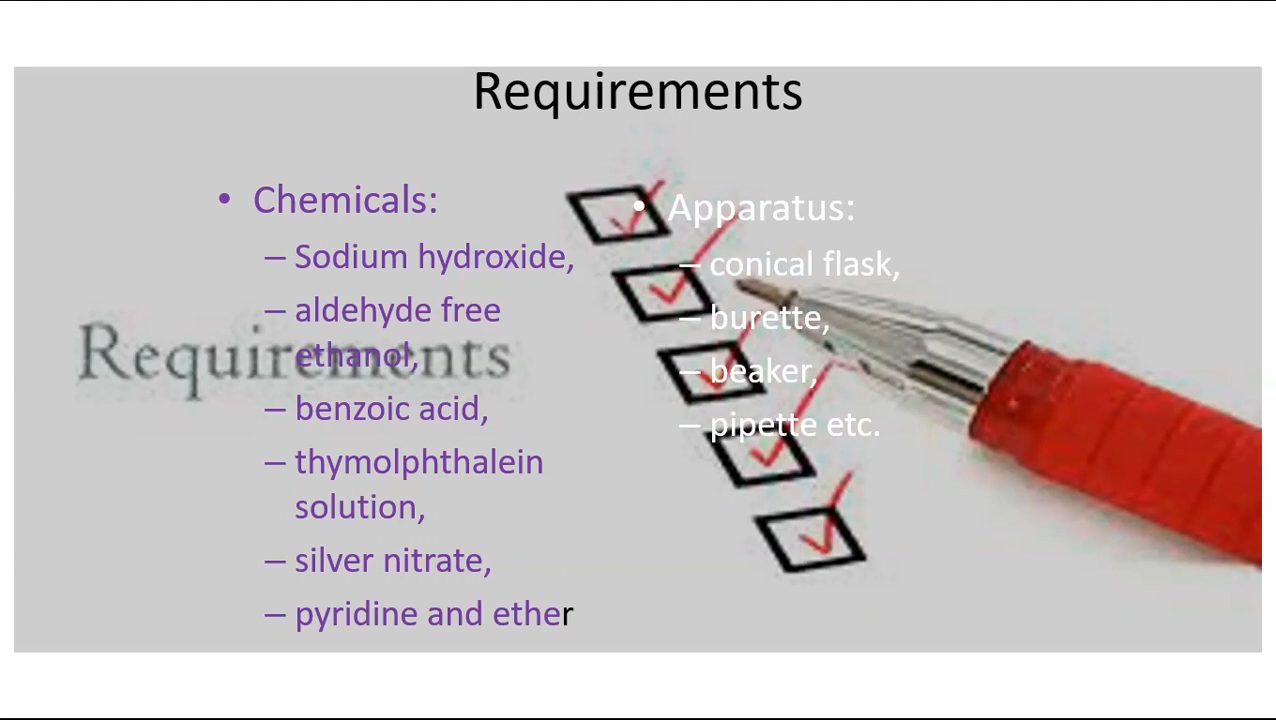 Requirements
• Chemicals:
– Sodium hydroxide,
– aldehyde free
ethanol,
– benzoic acid,
– thymolphthalein
solution,
– silver nitrate,
– pyridine and ether
• Apparatus:
– conical flask,
– burette,
– beaker,
– pipette etc.
Requirements